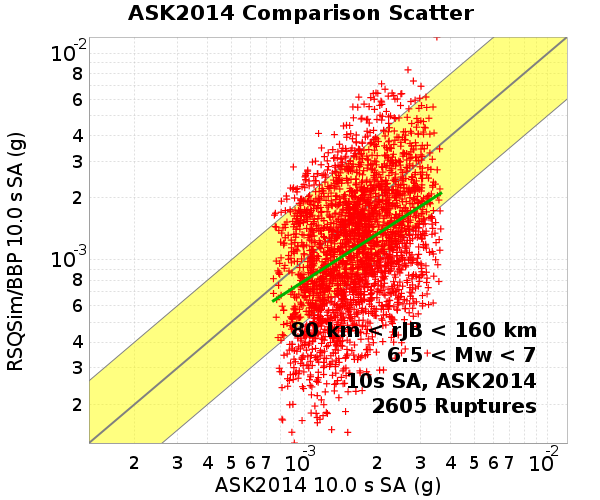 ASK2014 Comparison Scatter
RSQSim/BBP 10.0 s SA (g)
10⁻²
8
6
4
3
2
10⁻³
8
6
4
3
2
80 km < rJB < 160 km
6.5 < Mw < 7
10s SA, ASK2014
2605 Ruptures
2 3 4 5 6 7 10⁻³ 2 3 4 5 6 7 10⁻²
ASK2014 10.0 s SA (g)